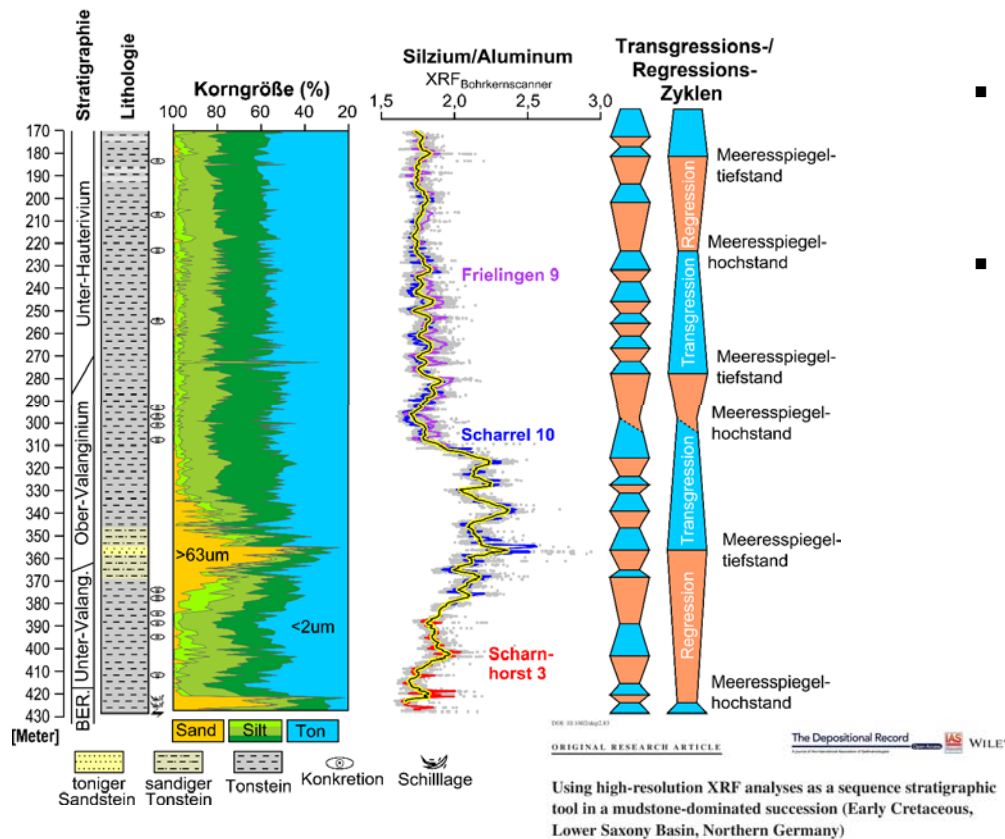 Stratigraphie
Lithologie
Korngröße (%)
100 80 60 40 20
Silzium/Aluminum
XRF Bohrkernscanner
1,5 2,0 2,5 3,0
Transgressions-/
Regressions-
Zyklen
170
180
190
200
210
220
230
240
250
260
270
280
290
300
310
320
330
340
350
360
370
380
390
400
410
420
430
[Meter]
Unter-Hauterivium
Ober-Valanginium
Unter-Valang.
BER.
>63um
<2um
Frielingen 9
Scharrel 10
Scharn-
horst 3
Regression
Transgression
Transgression
Regression
Meeresspiegel-
tiefstand
Meeresspiegel-
hochstand
Meeresspiegel-
tiefstand
Meeresspiegel-
hochstand
Meeresspiegel-
tiefstand
Meeresspiegel-
hochstand
Sand Silt Ton
toniger
Sandstein
sandiger
Tonstein
Tonstein
Konkretion
Schilllage
ORIGINAL RESEARCH ARTICLE
The Depositional Record
IAS
WILE
Using high-resolution XRF analyses as a sequence stratigraphic
tool in a mudstone-dominated succession (Early Cretaceous,
Lower Saxony Basin, Northern Germany)